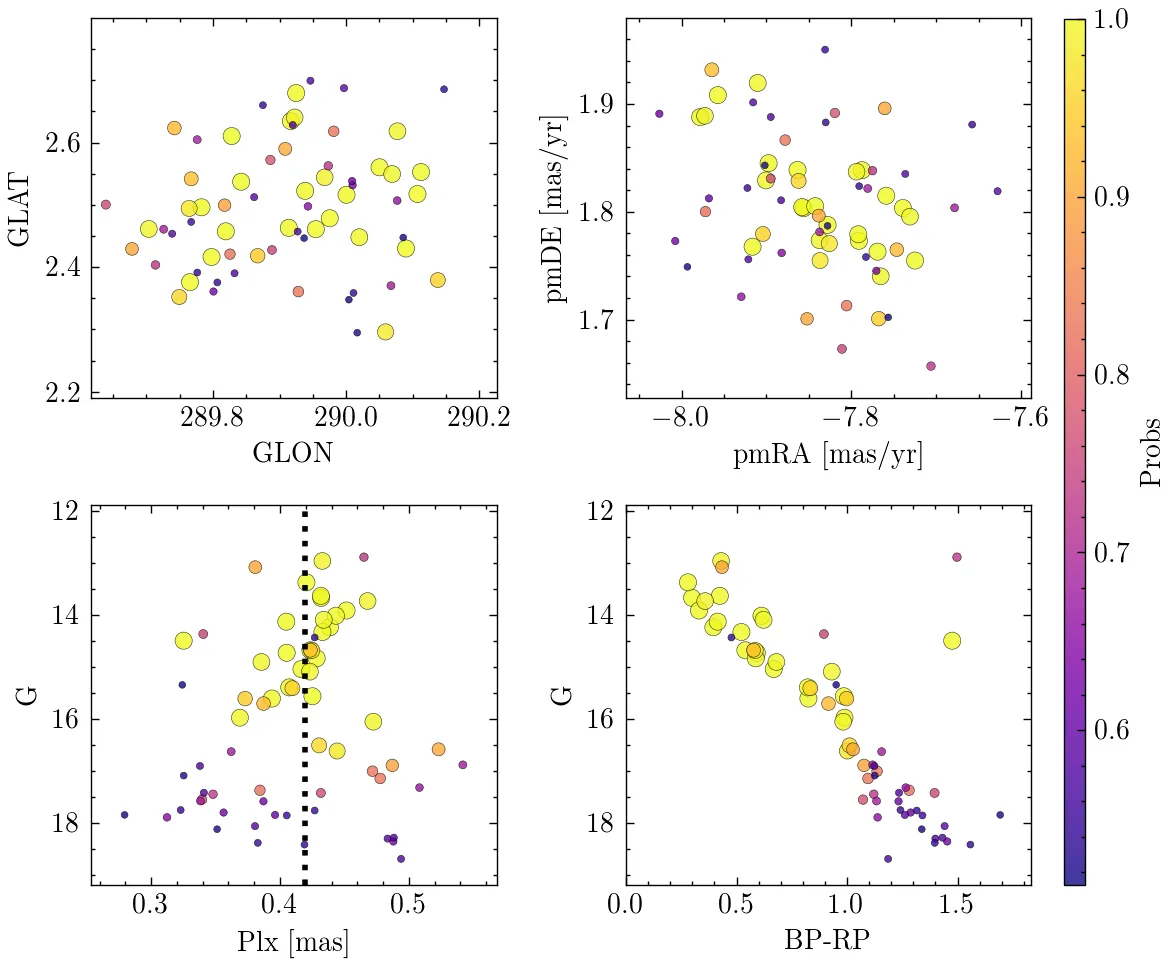 2.6
2.4
2.2
GLAT
289.8 290.0 290.2
GLON
1.9
1.8
1.7
pmDE [mas/yr]
−8.0 −7.8 −7.6
pmRA [mas/yr]
1.0
0.9
0.8
0.7
0.6
Probs
12
14
16
18
G
0.3 0.4 0.5
Plx [mas]
12
14
16
18
G
0.0 0.5 1.0 1.5
BP-RP